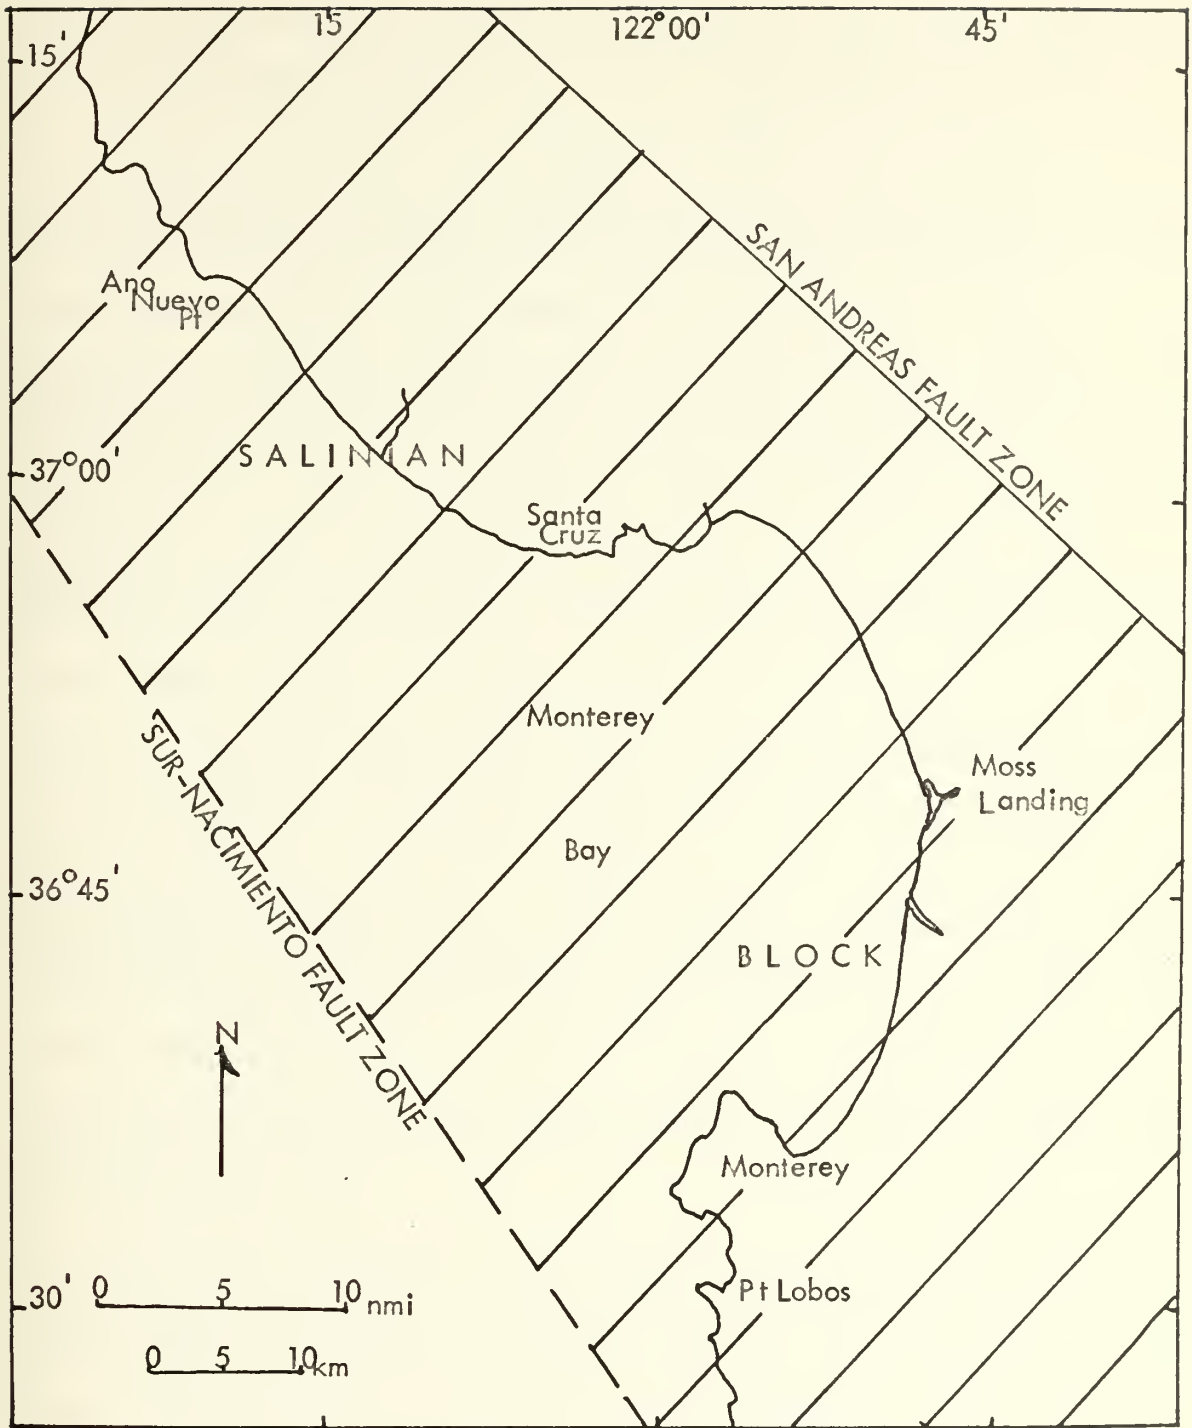 15
122°00'
45'
15'
SAN ANDREAS FAULT ZONE
Ano
Nuevo
Pt
SALINIAN
37°00'
Santa
Cruz
Monterey
SUR-NACIMIENTO FAULT ZONE
Moss
Landing
Bay
36°45'
BLOCK
N
Monterey
30'
0 5 10 nmi
Pt Lobos
0 5 10 km